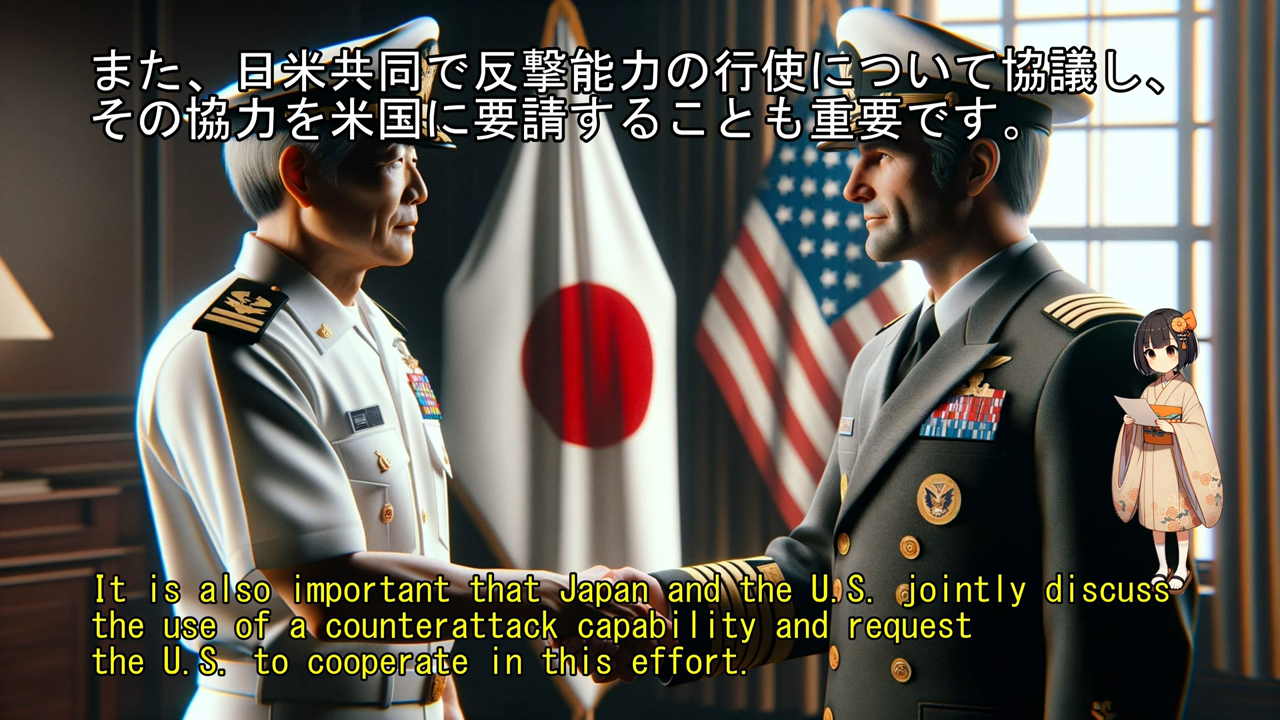 また、日米共同で反撃能力の行使について協議し、
その協力を米国に要請することも重要です。
It is also important that Japan and the U.S. jointly discuss
the use of a counterattack capability and request
the U.S. to cooperate in this effort.